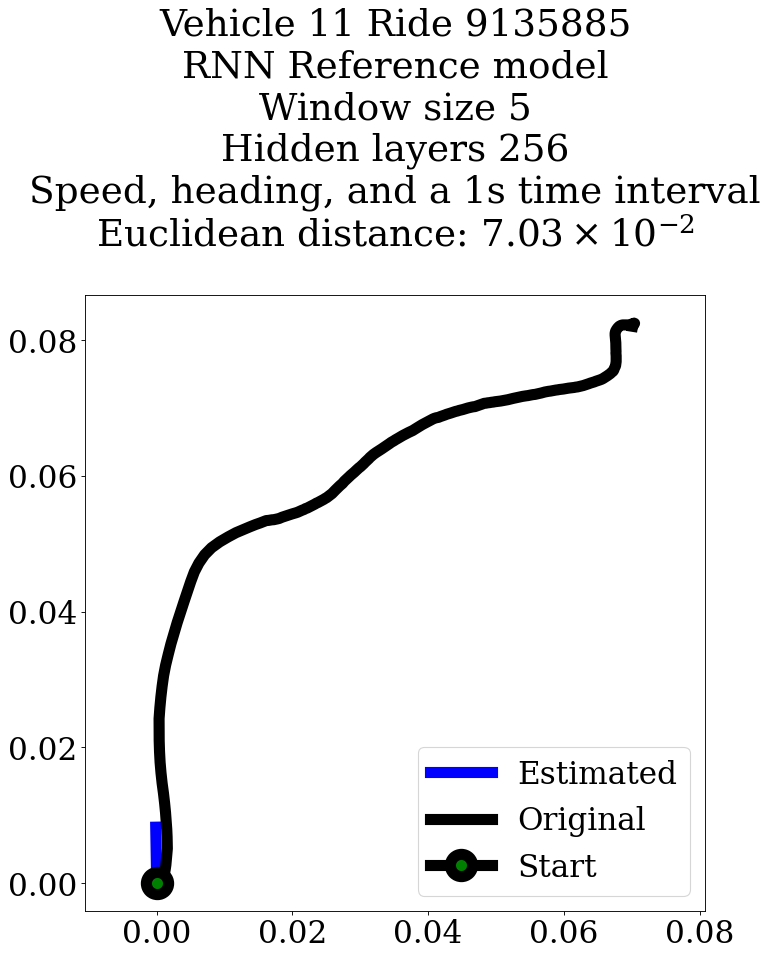 Vehicle 11 Ride 9135885
RNN Reference model
Window size 5
Hidden layers 256
Speed, heading, and a 1s time interval
Euclidean distance: 7.03 × 10⁻²
0.08
0.06
0.04
0.02
0.00
Estimated
Original
Start
0.00 0.02 0.04 0.06 0.08